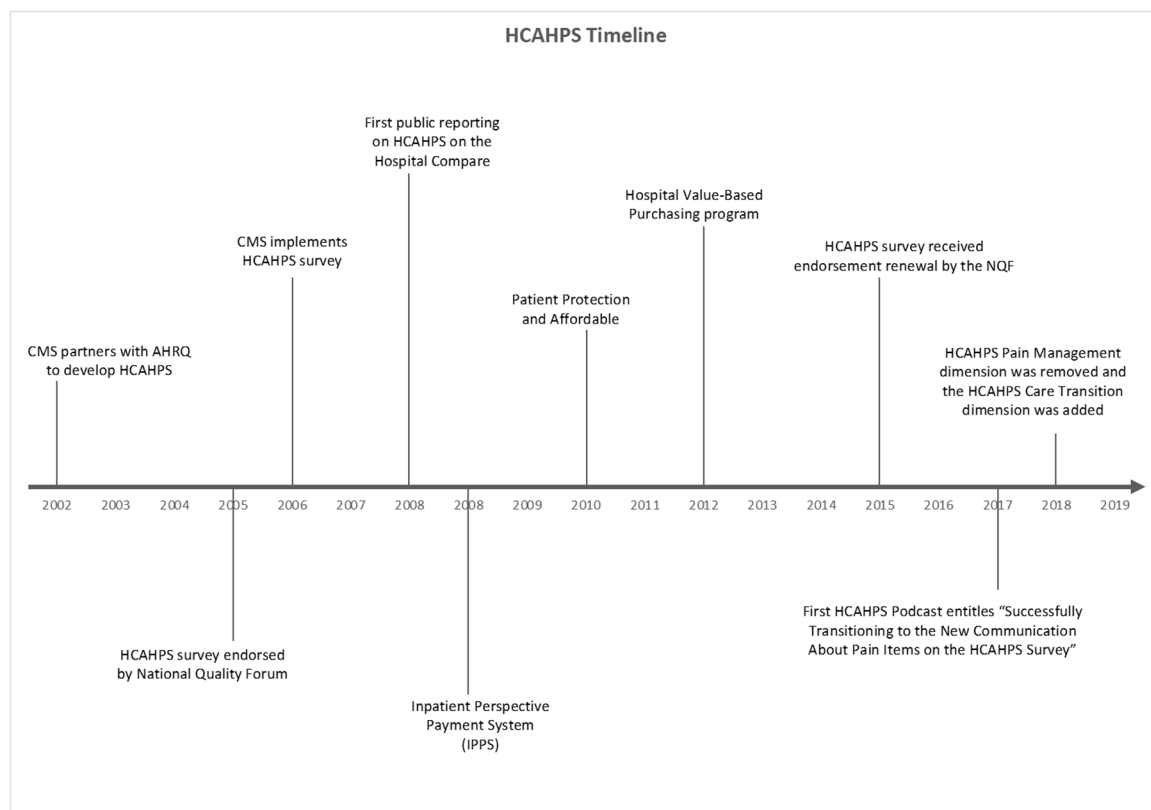 HCAHPS Timeline
First public reporting
on HCAHPS on the
Hospital Compare
Hospital Value-Based
Purchasing program
CMS implements
HCAHPS survey
HCAHPS survey received
endorsement renewal by the NQF
Patient Protection
and Affordable
CMS partners with AHRQ
to develop HCAHPS
HCAHPS Pain Management
dimension was removed and
the HCAHPS Care Transition
dimension was added
2002 2003 2004 2005 2006 2007 2008 2008 2009 2010 2011 2012 2013 2014 2015 2016 2017 2018 2019
First HCAHPS Podcast entitles “Successfully
Transitioning to the New Communication
About Pain Items on the HCAHPS Survey”
HCAHPS survey endorsed
by National Quality Forum
Inpatient Perspective
Payment System
(IPPS)